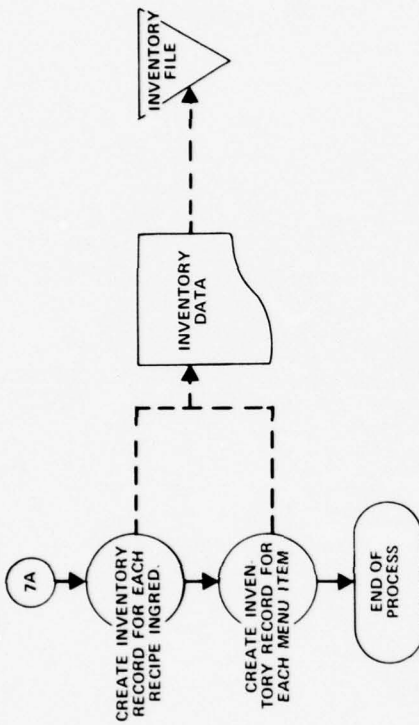 7A
CREATE INVENTORY
RECORD FOR EACH
RECIPE INGRED.
CREATE INVEN-
TORY RECORD FOR
EACH MENU ITEM
END OF
PROCESS
INVENTORY
DATA
INVENTORY
FILE